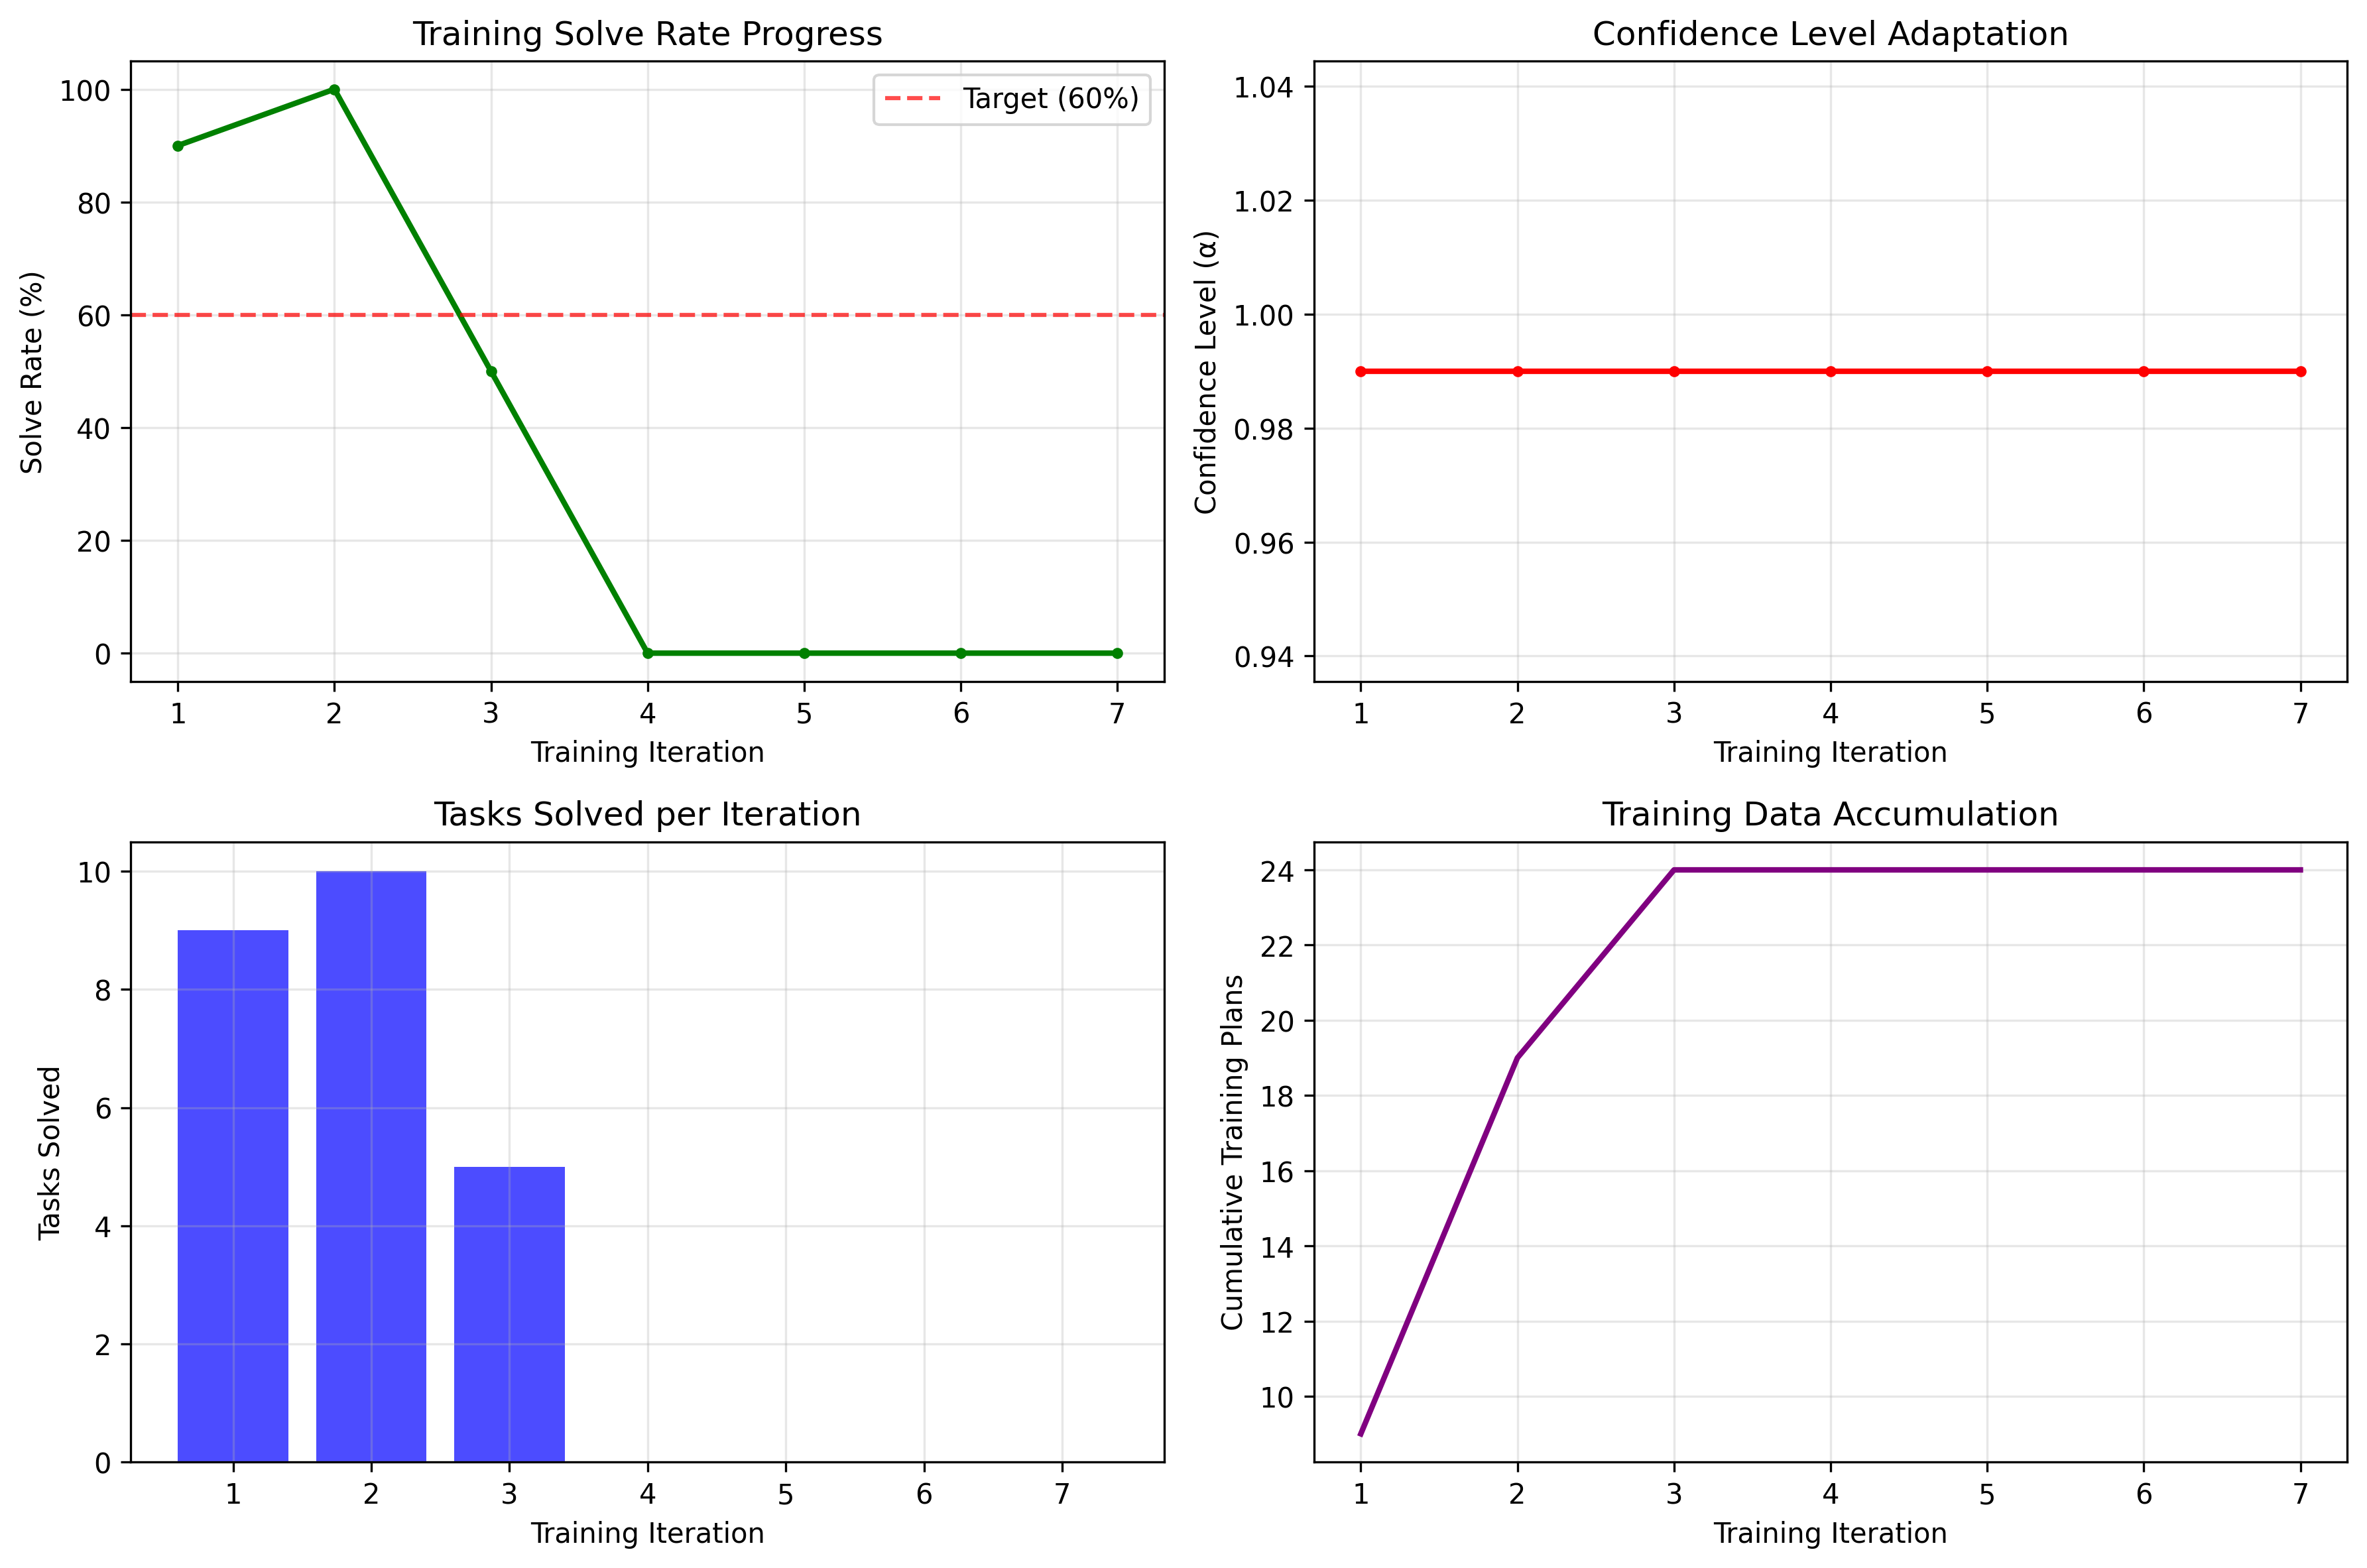 Training Solve Rate Progress
Solve Rate (%)
100
80
60
40
20
0
Target (60%)
1 2 3 4 5 6 7
Training Iteration
Confidence Level Adaptation
Confidence Level (α)
1.04
1.02
1.00
0.98
0.96
0.94
1 2 3 4 5 6 7
Training Iteration
Tasks Solved per Iteration
Tasks Solved
10
8
6
4
2
0
1 2 3 4 5 6 7
Training Iteration
Training Data Accumulation
Cumulative Training Plans
24
22
20
18
16
14
12
10
1 2 3 4 5 6 7
Training Iteration